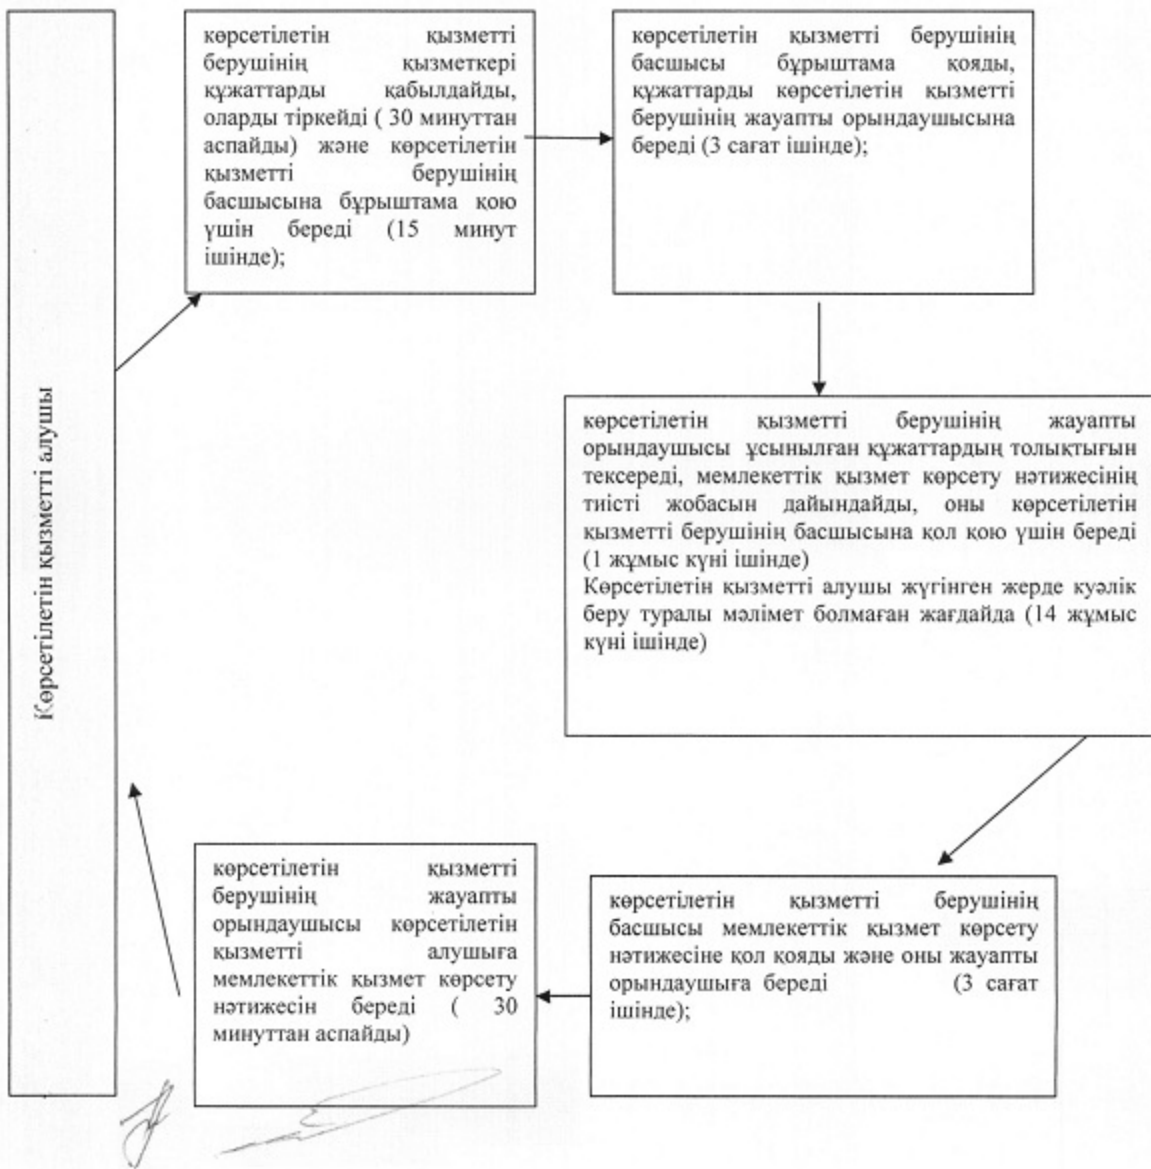 Көрсетілетін қызметті алушы
көрсетілетін қызметті
берушінің қызметкері
құжаттарды қабылдайды,
оларды тіркейді ( 30 минуттан
аспайды) және көрсетілетін
қызметті берушінің
басшысына бұрыштама қою
үшін береді (15 минут
ішінде);
көрсетілетін қызметті берушінің
басшысы бұрыштама қояды,
құжаттарды көрсетілетін қызметті
берушінің жауапты орындаушысына
береді (3 сағат ішінде);
көрсетілетін қызметті берушінің жауапты
орындаушысы ұсынылған құжаттардың толықтығын
тексереді, мемлекеттік қызмет көрсету нәтижесінің
тиісті жобасын дайындайды, оны көрсетілетін
қызметті берушінің басшысына қол қою үшін береді
(1 жұмыс күні ішінде)
Көрсетілетін қызметті алушы жүгінген жерде куәлік
беру туралы мәлімет болмаған жағдайда (14 жұмыс
күні ішінде)
көрсетілетін қызметті берушінің
басшысы мемлекеттік қызмет көрсету
нәтижесіне қол қояды және оны жауапты
орындаушыға береді (3 сағат
ішінде);
көрсетілетін қызметті
берушінің жауапты
орындаушысы көрсетілетін
қызметті алушыға
мемлекеттік қызмет көрсету
нәтижесін береді ( 30
минуттан аспайды)